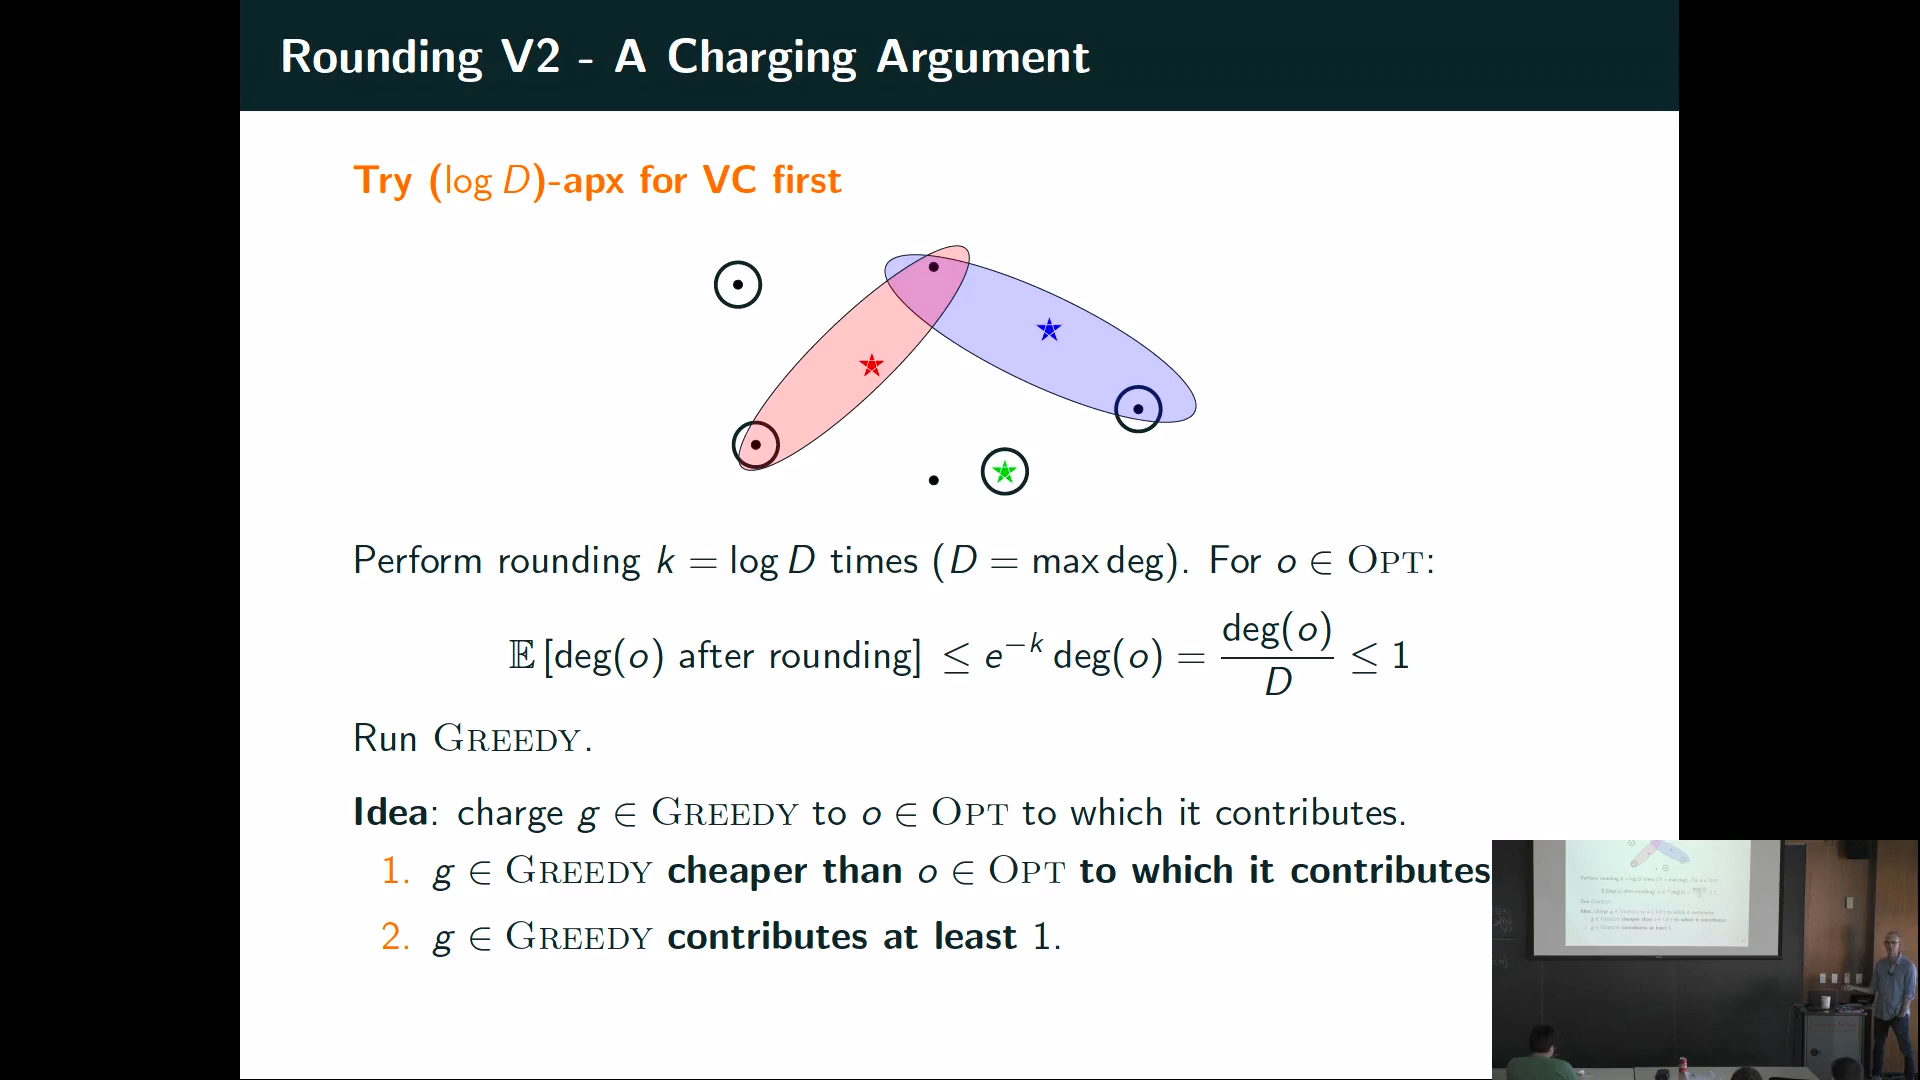 Rounding V2 - A Charging Argument
Try (log D)-apx for VC first
Perform rounding k = log D times (D = max deg). For o ∈ OPT:
𝔼 [deg(o) after rounding] ≤ e^{-k} deg(o) = deg(o) / D ≤ 1
Run GREEDY.
Idea: charge g ∈ GREEDY to o ∈ OPT to which it contributes.
1. g ∈ GREEDY cheaper than o ∈ OPT to which it contributes
2. g ∈ GREEDY contributes at least 1.